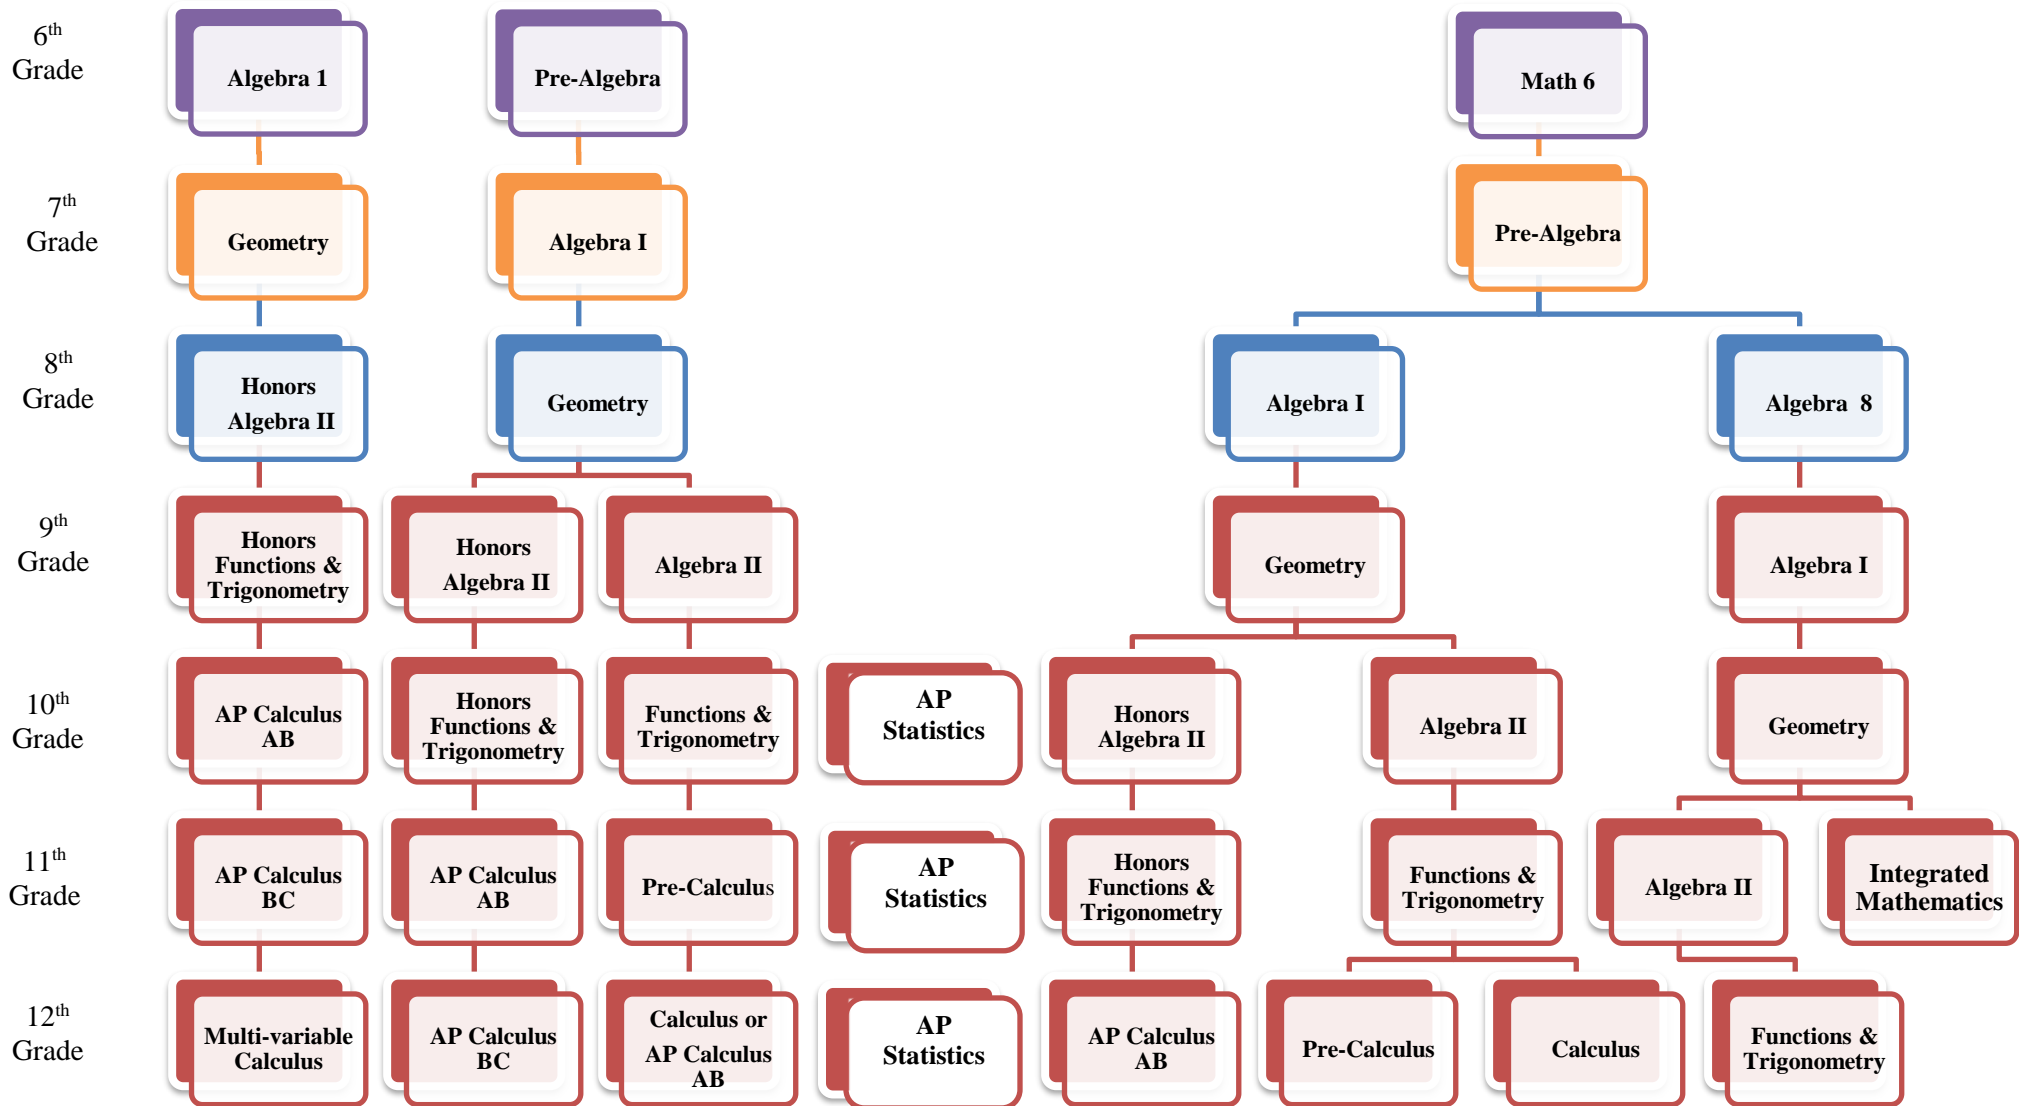 6th
Grade
Algebra 1
Pre-Algebra
Math 6
7th
Grade
Geometry
Algebra I
Pre-Algebra
8th
Grade
Honors
Algebra II
Geometry
Algebra I
Algebra  8
9th
Grade
Honors
Functions &
Trigonometry
Honors
Algebra II
Algebra II
Geometry
Algebra I
10th
Grade
AP Calculus
AB
Honors
Functions &
Trigonometry
Functions &
Trigonometry
AP
Statistics
Honors
Algebra II
Algebra II
Geometry
11th
Grade
AP Calculus
BC
AP Calculus
AB
Pre-Calculus
AP
Statistics
Honors
Functions &
Trigonometry
Functions &
Trigonometry
Algebra II
Integrated
Mathematics
12th
Grade
Multi-variable
Calculus
AP Calculus
BC
Calculus or
AP Calculus
AB
AP
Statistics
AP Calculus
AB
Pre-Calculus
Calculus
Functions &
Trigonometry